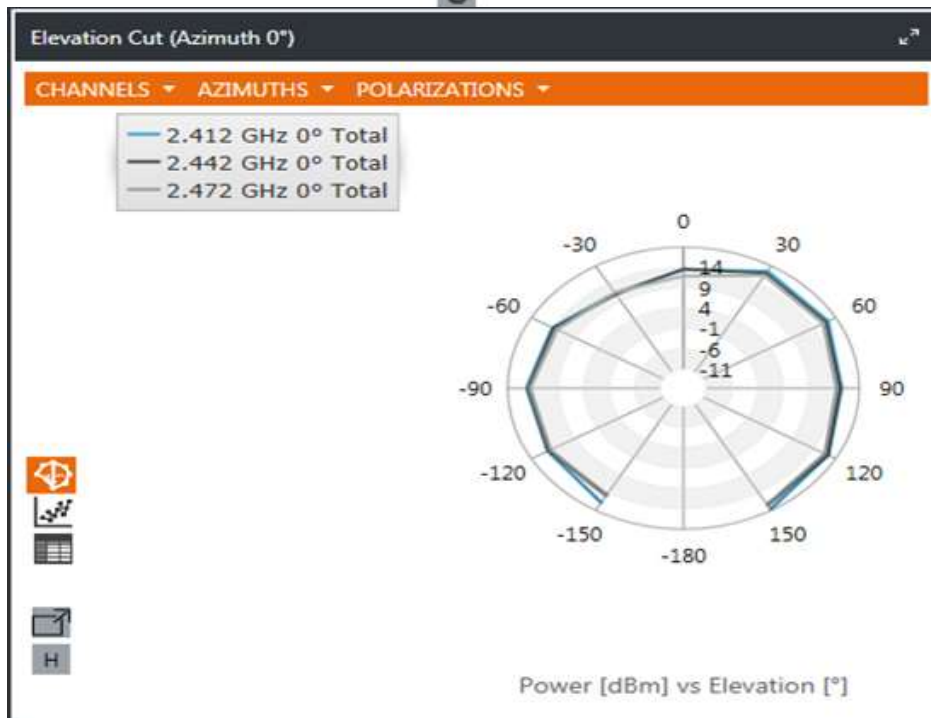 Elevation Cut (Azimuth 0°)
CHANNELS AZIMUTHS POLARIZATIONS
2.412 GHz 0° Total
2.442 GHz 0° Total
2.472 GHz 0° Total
0
-30 30
14
9
-60 4 60
-1
-6
-11
-90 90
-120 120
-150 150
-180
H
Power [dBm] vs Elevation [°]